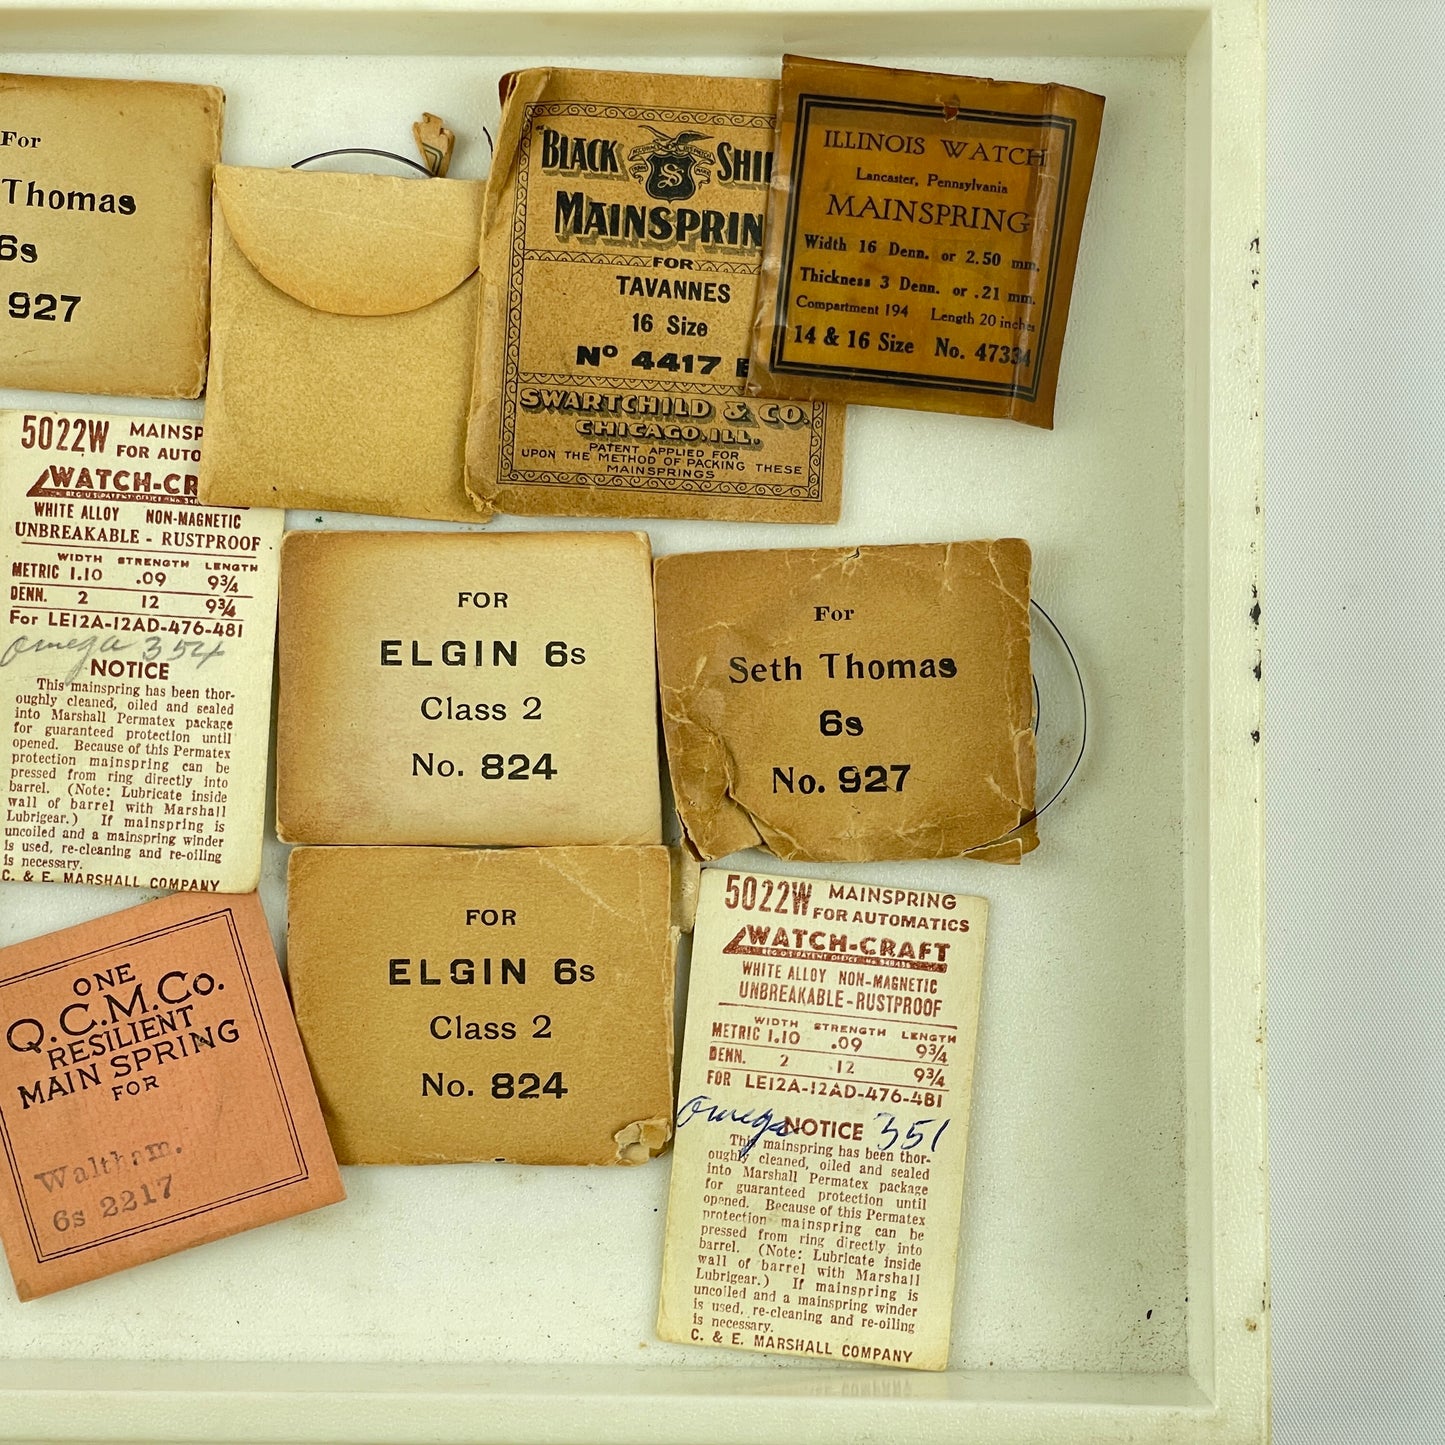 For
Thomas
6s
927
"BLACK SHI
S
MAINSPRIN
FOR
TAVANNES
16 Size
No 4417
SWARTCHILD & CO.
CHICAGO, ILL.
PATENT APPLIED FOR
UPON THE METHOD OF PACKING THESE
MAINSPRINGS
ILLINOIS WATCH
Lancaster, Pennsylvania
MAINSPRING
Width 16 Denn. or 2.50 mm.
Thickness 3 Denn. or .21 mm.
Compartment 194 Length 20 inches
14 & 16 Size No. 47334
5022W MAINSP
FOR AUTO
WATCH-CR
REG. U.S. PATENT OFFICE
WHITE ALLOY NON-MAGNETIC
UNBREAKABLE - RUSTPROOF
WIDTH STRENGTH LENGTH
METRIC 1.10 .09 9¾
DENN. 2 12 9¾
For LE12A-12AD-476-481
Omega 354
NOTICE
This mainspring has been thor-
oughly cleaned, oiled and sealed
into Marshall Permatex package
for guaranteed protection until
opened. Because of this Permatex
protection mainspring can be
pressed from ring directly into
barrel. (Note: Lubricate inside
wall of barrel with Marshall
Lubrigear.) If mainspring is
uncoiled and a mainspring winder
is used, re-cleaning and re-oiling
is necessary.
C. & E. MARSHALL COMPANY
FOR
ELGIN 6s
Class 2
No. 824
For
Seth Thomas
6s
No. 927
ONE
Q.C.M.Co.
RESILIENT
MAIN SPRING
FOR
Waltham.
6s 2217
FOR
ELGIN 6s
Class 2
No. 824
5022W MAINSPRING
FOR AUTOMATICS
WATCH-CRAFT
REG. U.S. PATENT OFFICE
WHITE ALLOY NON-MAGNETIC
UNBREAKABLE - RUSTPROOF
WIDTH STRENGTH LENGTH
METRIC 1.10 .09 9¾
DENN. 2 12 9¾
FOR LE12A-12AD-476-481
Omega 351
NOTICE
This mainspring has been thor-
oughly cleaned, oiled and sealed
into Marshall Permatex package
for guaranteed protection until
opened. Because of this Permatex
protection mainspring can be
pressed from ring directly into
barrel. (Note: Lubricate inside
wall of barrel with Marshall
Lubrigear.) If mainspring is
uncoiled and a mainspring winder
is used, re-cleaning and re-oiling
is necessary.
C. & E. MARSHALL COMPANY